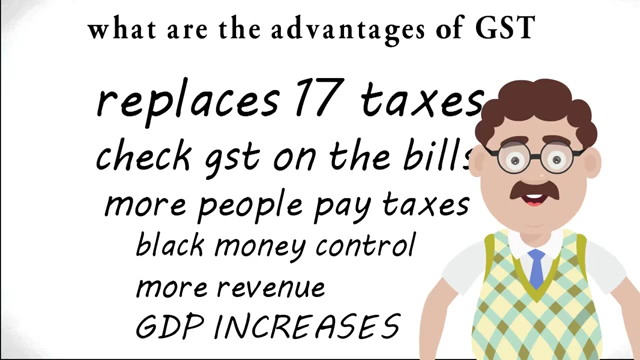 what are the advantages of GST
replaces 17 taxes
check gst on the bills
more people pay taxes
black money control
more revenue
GDP INCREASES